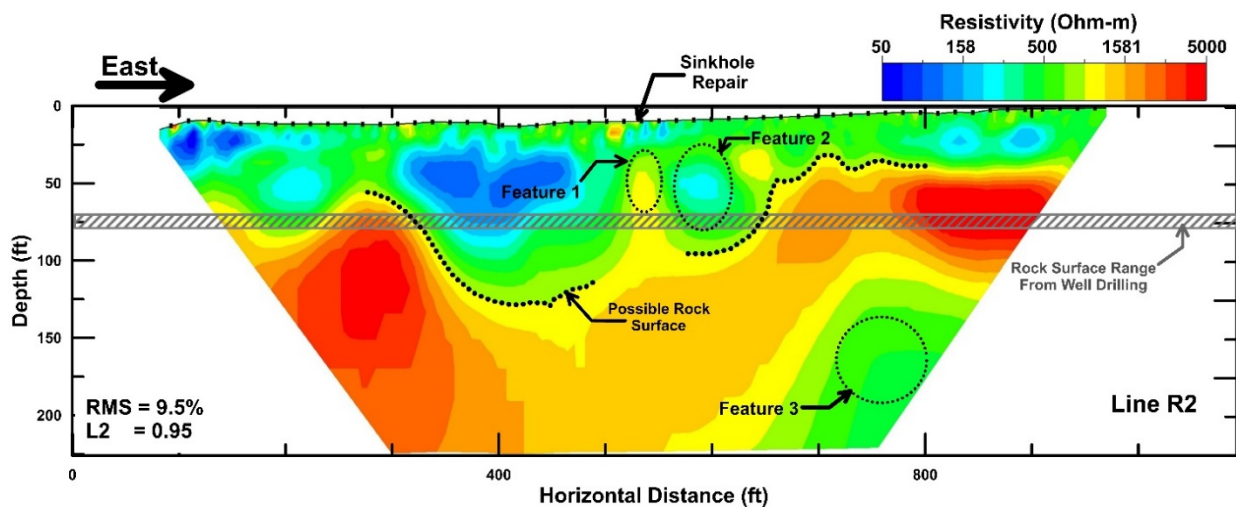 Resistivity (Ohm-m)
50 158 500 1581 5000
East
Sinkhole
Repair
Feature 1
Feature 2
Possible Rock
Surface
Rock Surface Range
From Well Drilling
Feature 3
RMS = 9.5%
L2 = 0.95
Line R2
Depth (ft)
0
50
100
150
200
0 400 800
Horizontal Distance (ft)